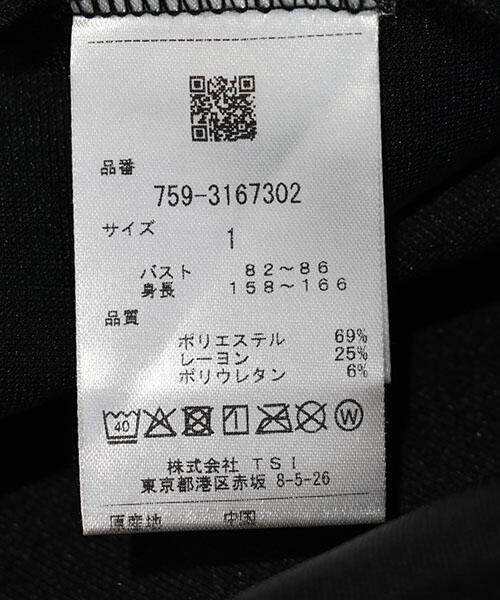 品番
759-3167302
サイズ
1
バスト 82～86
身長 158～166
品質
ポリエステル 69%
レーヨン 25%
ポリウレタン 6%
40
W
株式会社 TSI
東京都港区赤坂 8-5-26
原産地 中国